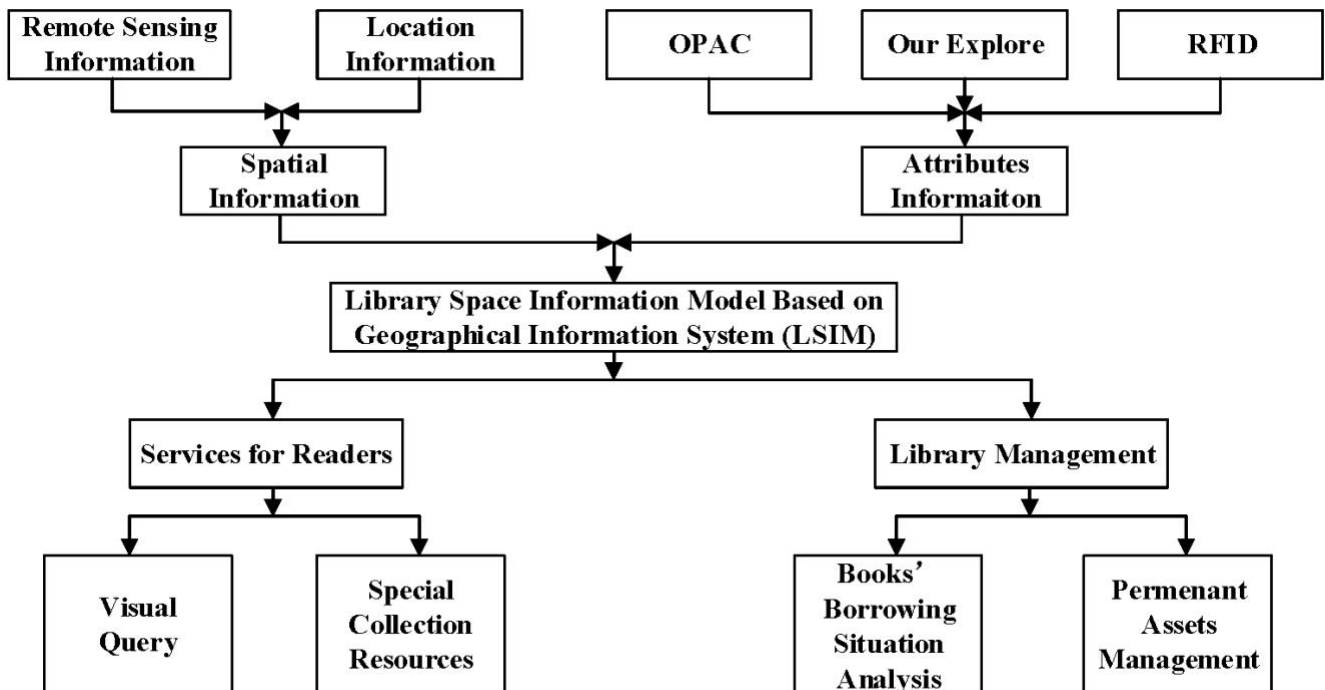 Remote Sensing
Information
Location
Information
OPAC
Our Explore
RFID
Spatial
Information
Attributes
Informaiton
Library Space Information Model Based on
Geographical Information System (LSIM)
Services for Readers
Library Management
Visual
Query
Special
Collection
Resources
Books’
Borrowing
Situation
Analysis
Permenant
Assets
Management